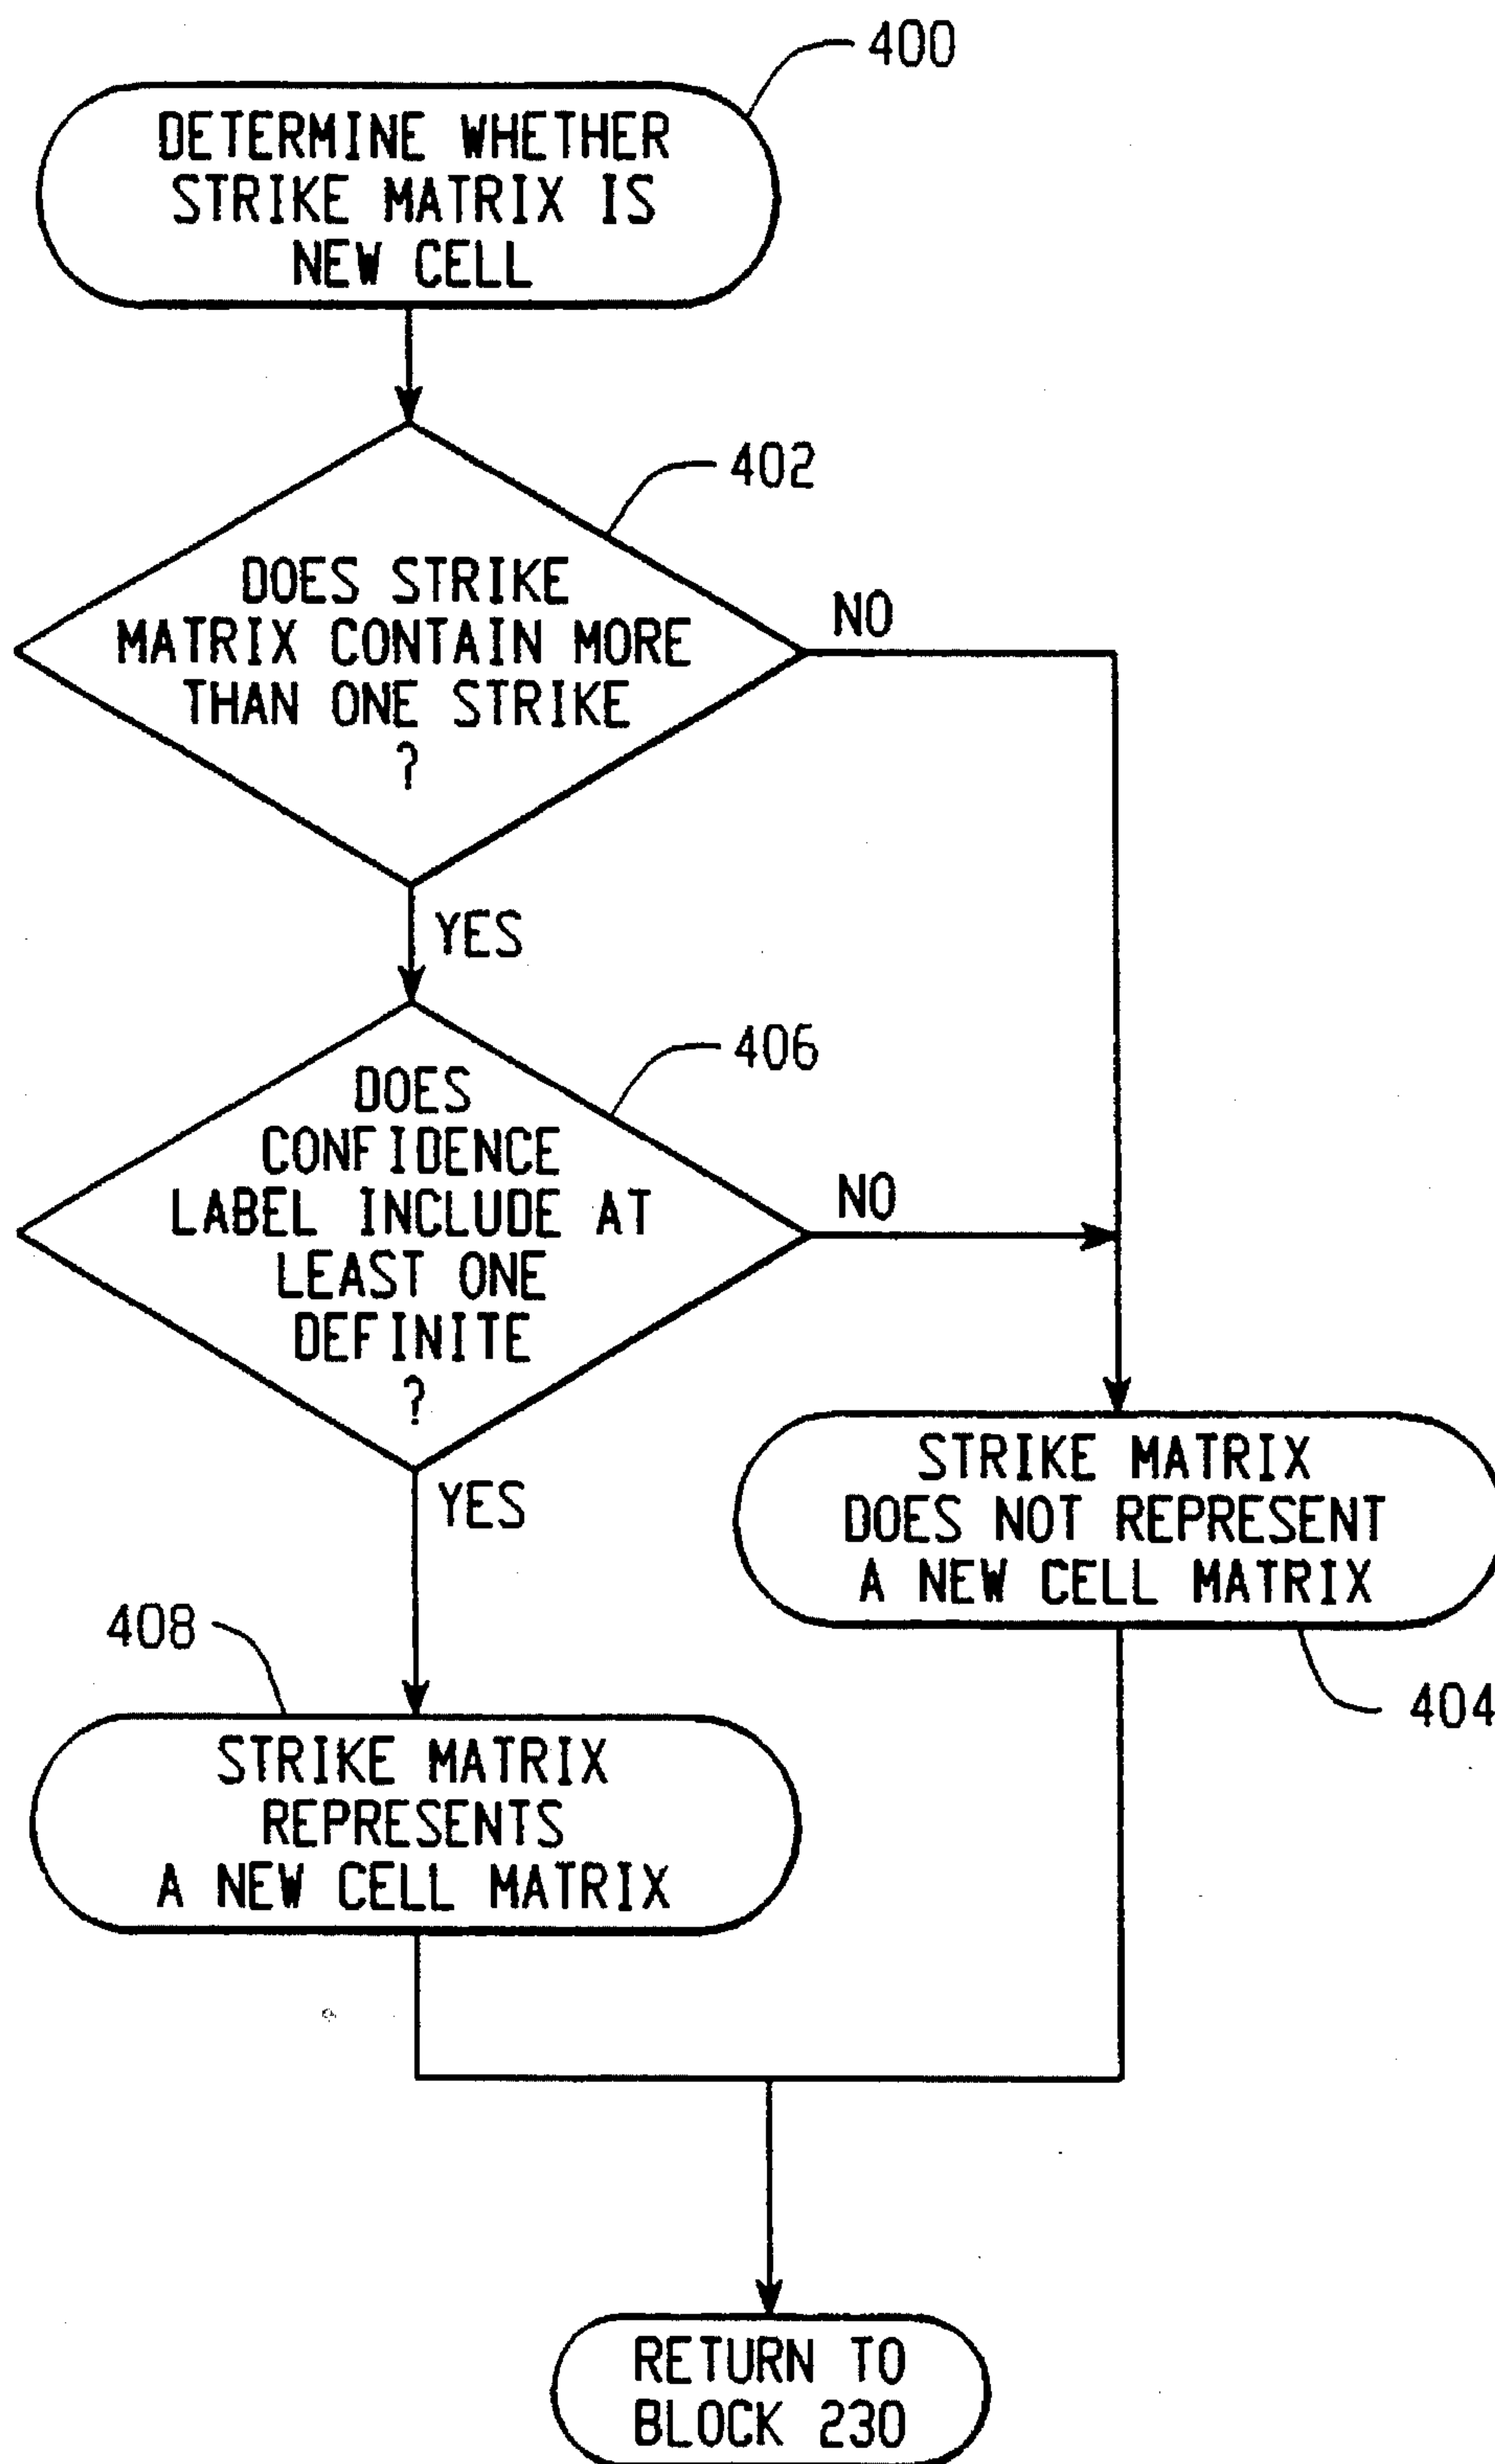 400
DETERMINE WHETHER
STRIKE MATRIX IS
NEW CELL
402
DOES STRIKE
MATRIX CONTAIN MORE
THAN ONE STRIKE
?
NO
YES
406
DOES
CONFIDENCE
LABEL INCLUDE AT
LEAST ONE
DEFINITE
?
NO
YES
STRIKE MATRIX
DOES NOT REPRESENT
A NEW CELL MATRIX
404
408
STRIKE MATRIX
REPRESENTS
A NEW CELL MATRIX
RETURN TO
BLOCK 230